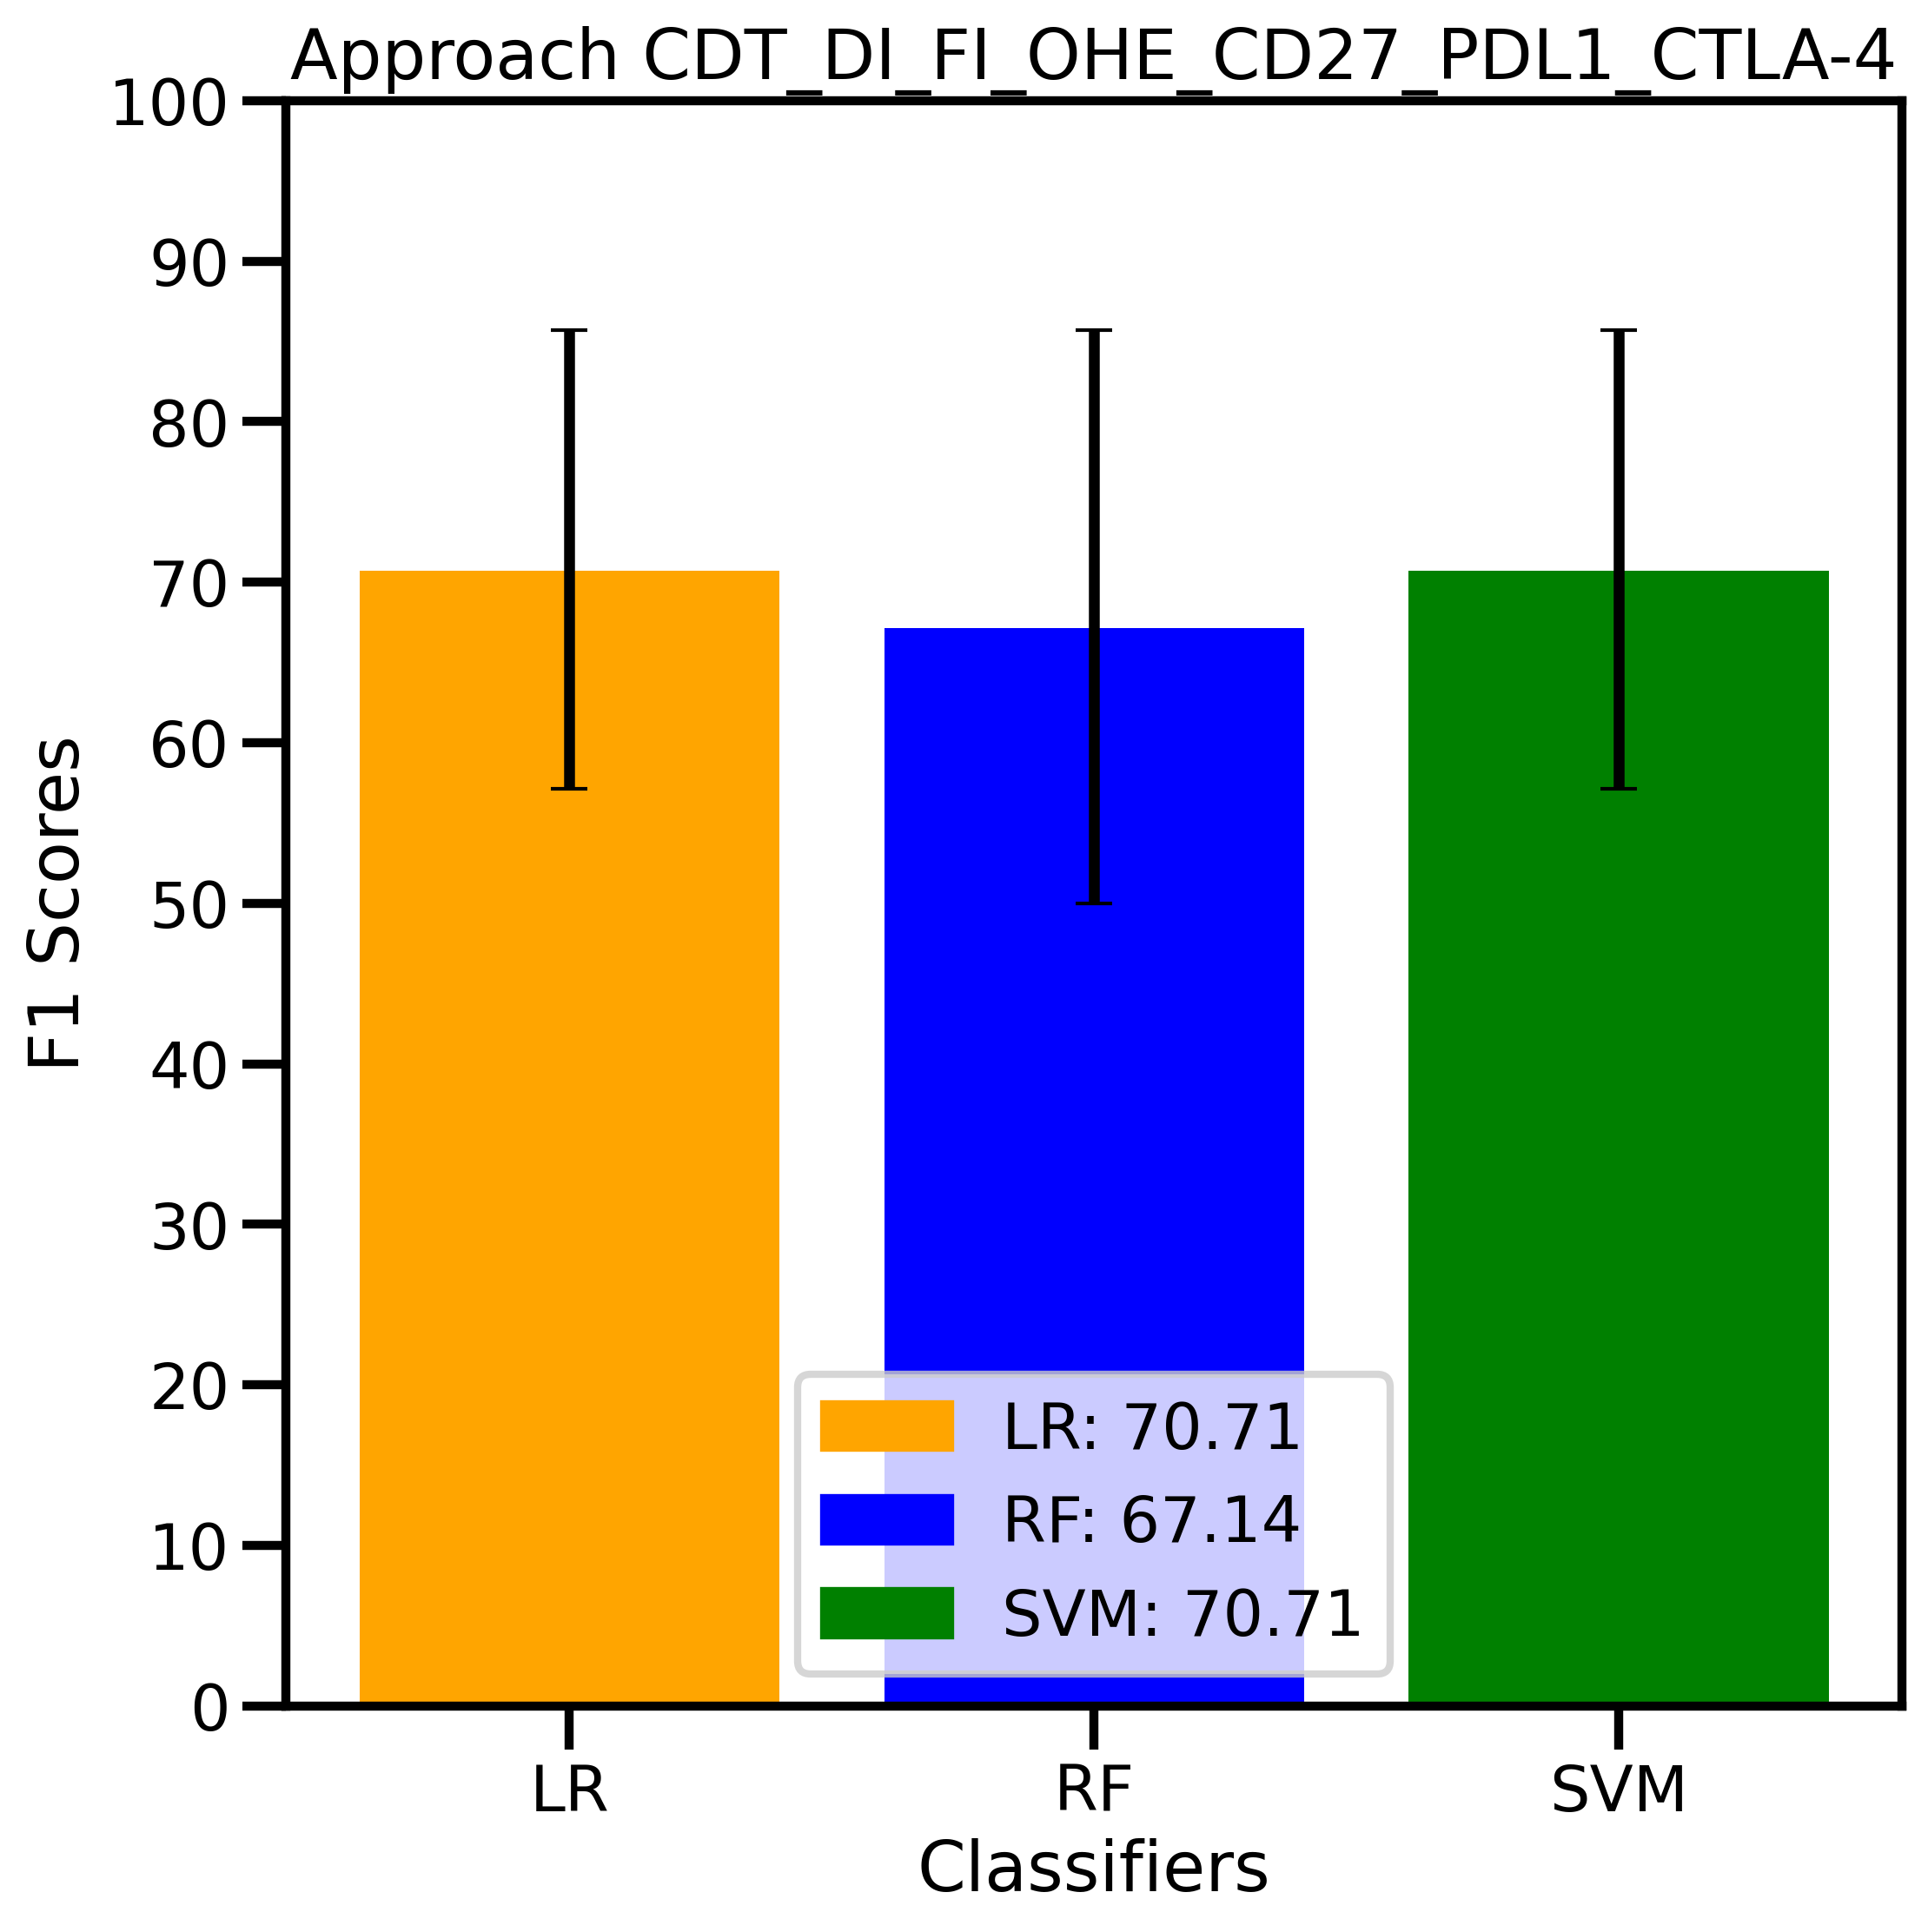 Approach CDT_DI_FI_OHE_CD27_PDL1_CTLA-4
100
90
80
70
60
50
40
30
20
10
0
F1 Scores
LR: 70.71
RF: 67.14
SVM: 70.71
LR RF SVM
Classifiers